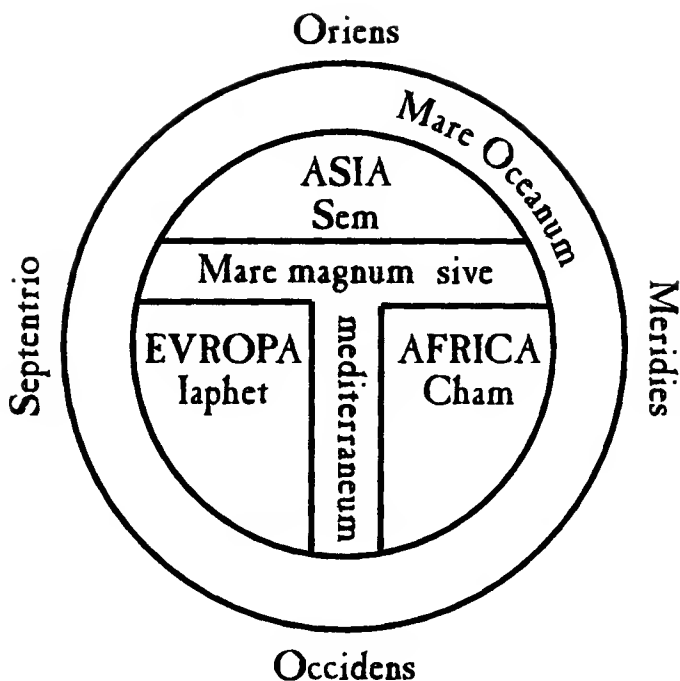 Oriens
Mare Oceanum
ASIA
Sem
Mare magnum sive
mediterraneum
Septentrio
EVROPA
Iaphet
AFRICA
Cham
Meridies
Occidens